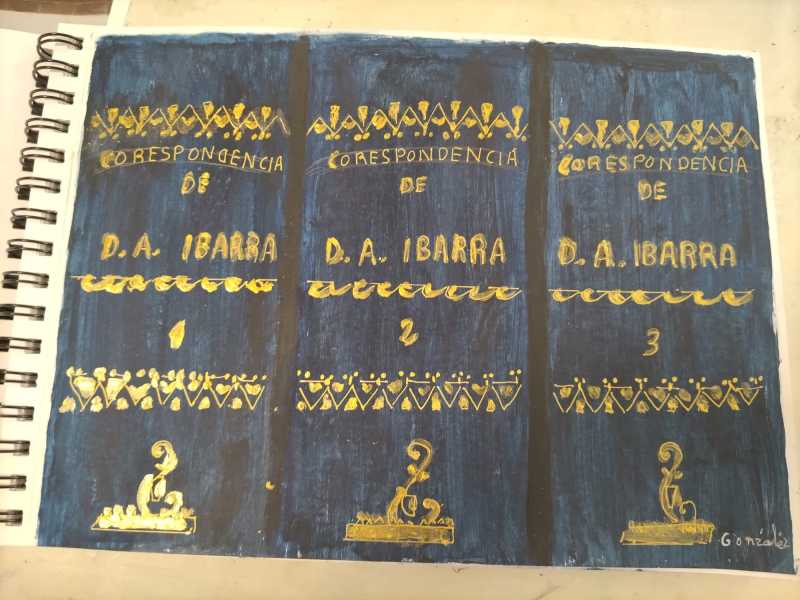 CORESPONDENCIA
DE
D. A. IBARRA
1
CORESPONDENCIA
DE
D. A. IBARRA
2
CORESPONDENCIA
DE
D. A. IBARRA
3
González